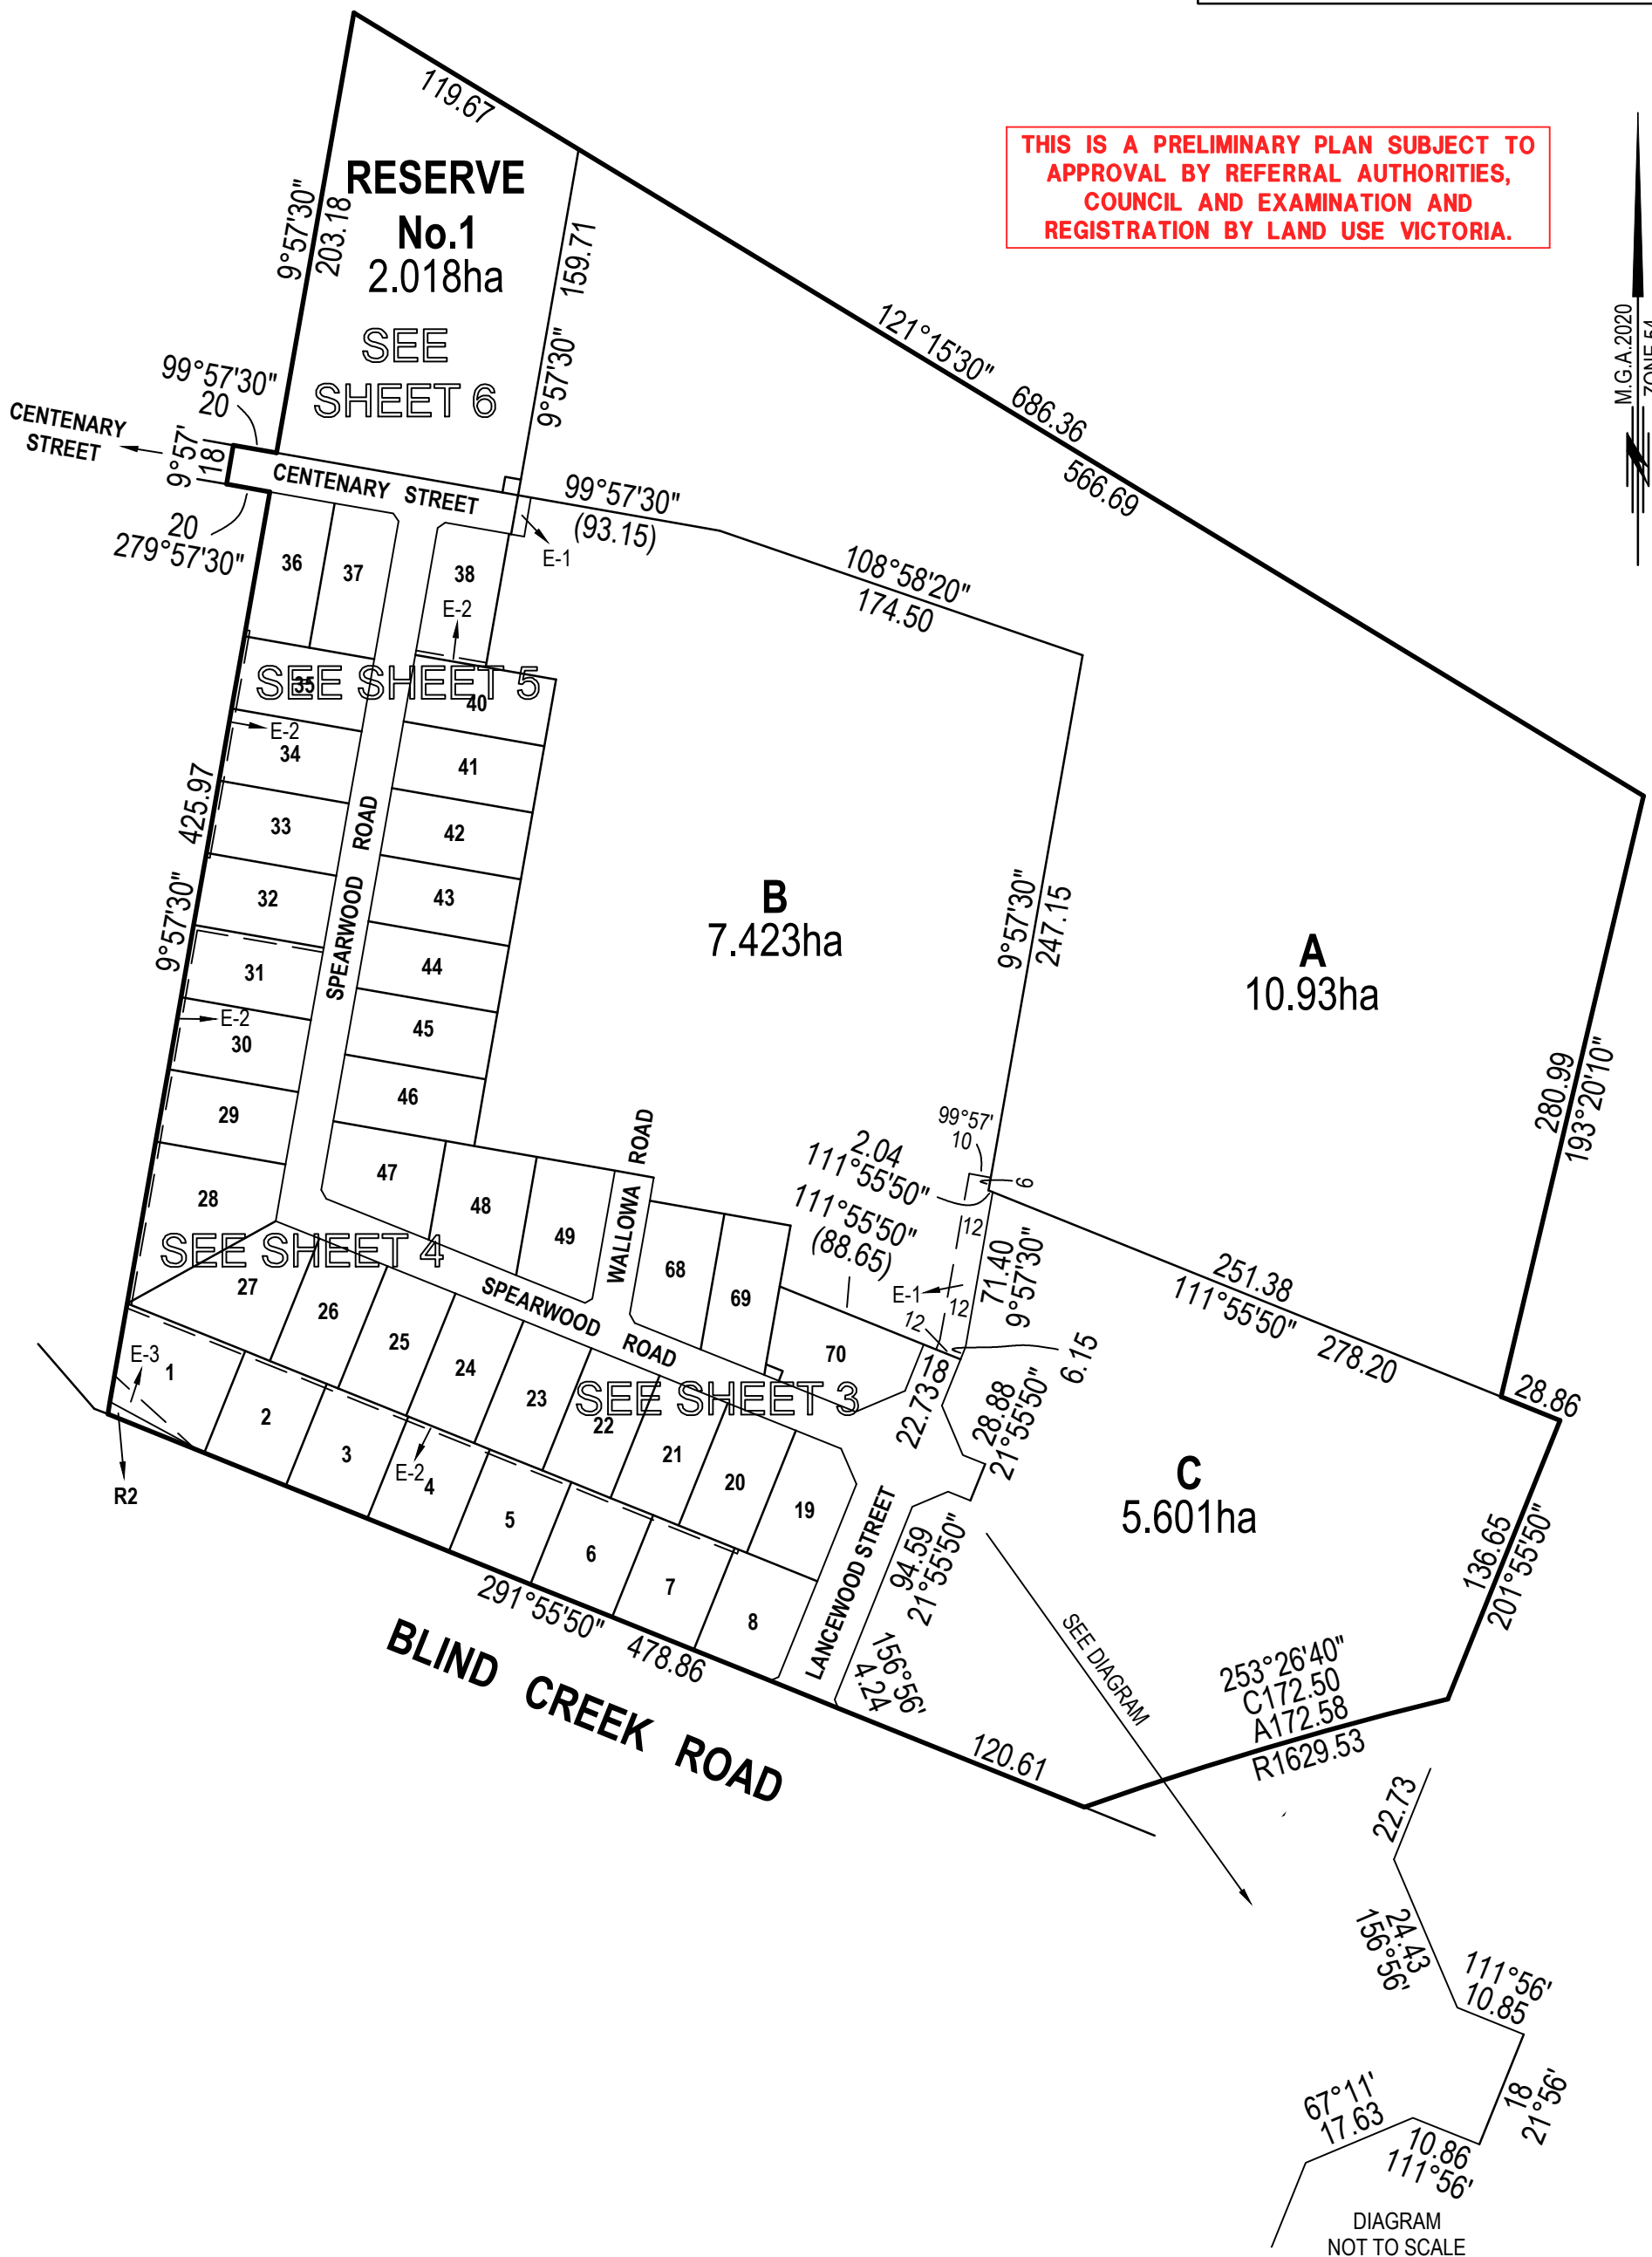 THIS IS A PRELIMINARY PLAN SUBJECT TO
APPROVAL BY REFERRAL AUTHORITIES,
COUNCIL AND EXAMINATION AND
REGISTRATION BY LAND USE VICTORIA.
M.G.A.2020
ZONE 54
119.67
RESERVE
No.1
2.018ha
SEE
SHEET 6
9°57'30"
203.18
159.71
9°57'30"
121°15'30"
686.36
566.69
99°57'30"
20
CENTENARY
STREET
9°57'
18
CENTENARY STREET
99°57'30"
(93.15)
E-1
20
279°57'30"
108°58'20"
174.50
36
37
38
E-2
SEE SHEET 5
35
40
E-2
34
41
33
42
32
43
31
44
E-2
30
45
29
46
28
47
48
49
425.97
9°57'30"
SPEARWOOD ROAD
B
7.423ha
9°57'30"
247.15
A
10.93ha
280.99
193°20'10"
WALLOWA ROAD
99°57'
10
6
2.04
111°55'50"
111°55'50"
(88.65)
12
71.40
9°57'30"
E-1
12
12
251.38
111°55'50"
278.20
28.86
SEE SHEET 4
27
26
25
24
23
22
21
20
19
68
69
70
SPEARWOOD ROAD
SEE SHEET 3
18
22.73
6.15
28.88
21°55'50"
E-3
1
2
3
E-2
4
5
6
7
8
R2
LANCEWOOD STREET
94.59
21°55'50"
156°56'
4.24
C
5.601ha
136.65
201°55'50"
SEE DIAGRAM
253°26'40"
C172.50
A172.58
R1629.53
291°55'50"
478.86
120.61
BLIND CREEK ROAD
22.73
24.43
156°56'
111°56'
10.85
18
21°56'
67°11'
17.63
10.86
111°56'
DIAGRAM
NOT TO SCALE